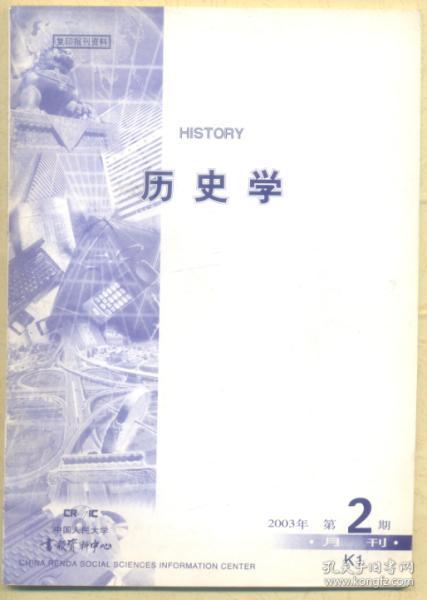 复印报刊资料
HISTORY
历史学
2003年 第2期
·月刊·
K1
中国人民大学
书报资料中心
CHINA RENDA SOCIAL SCIENCES INFORMATION CENTER
孔夫子旧书网
www.kongfz.com